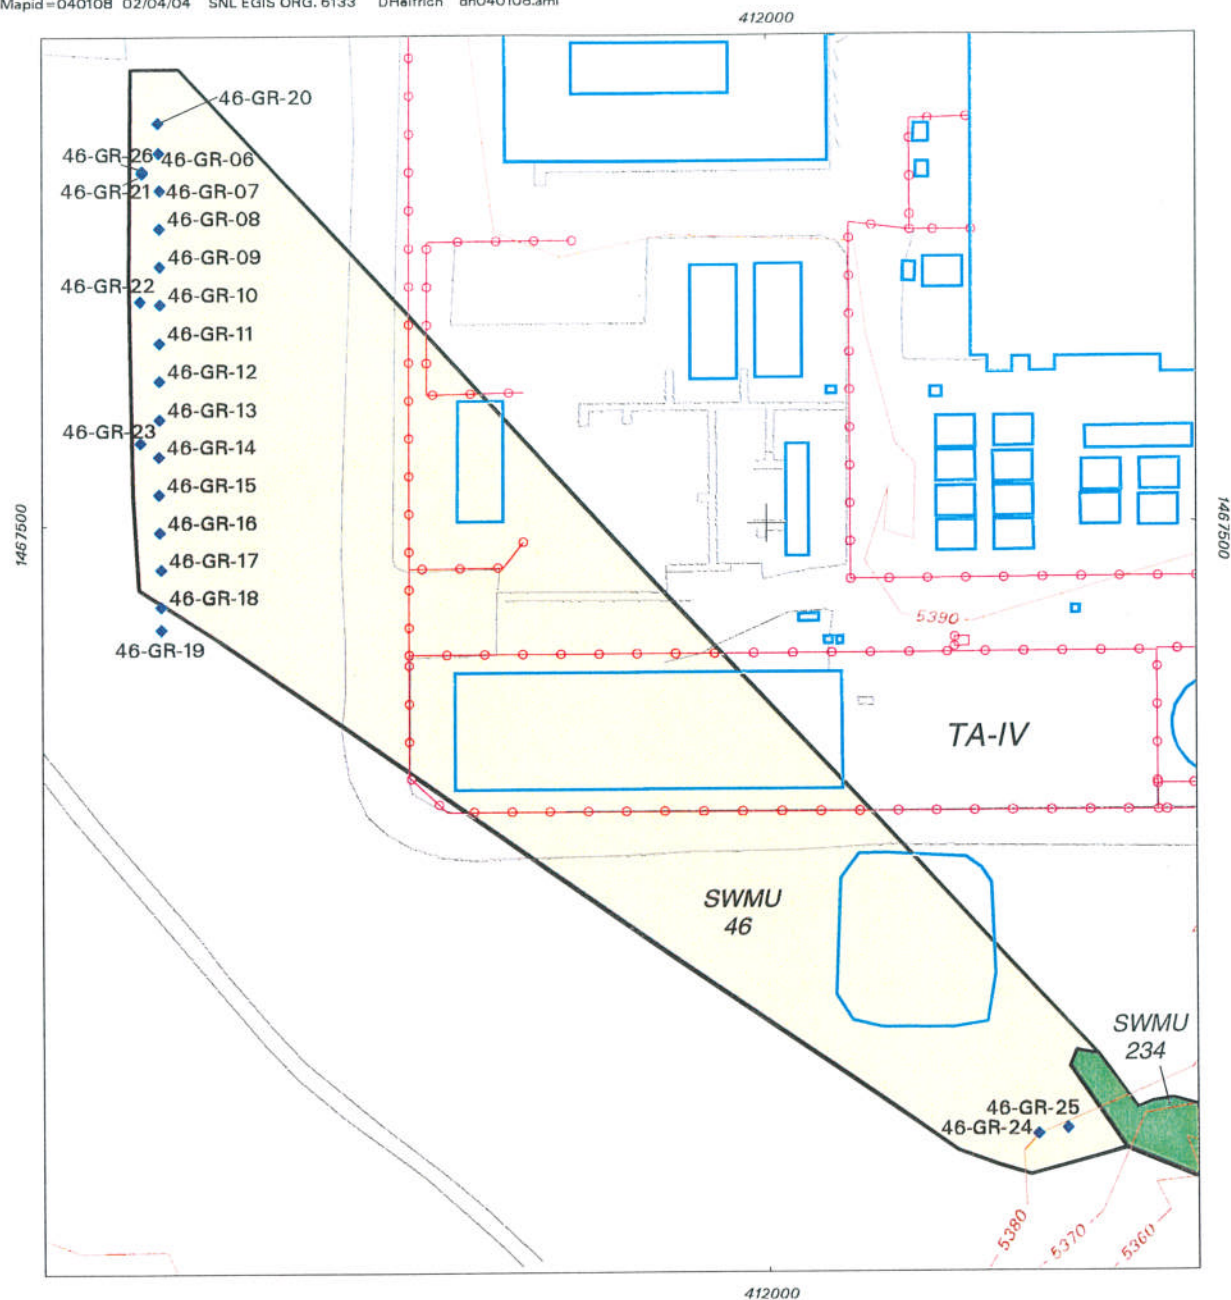 Mapid=040108 02/04/04 SNL EGIS ORG. 6133 DHelfrich dh040108.aml
412000
46-GR-20
46-GR-26
46-GR-06
46-GR-21
46-GR-07
46-GR-08
46-GR-09
46-GR-22
46-GR-10
46-GR-11
46-GR-12
46-GR-13
46-GR-23
46-GR-14
46-GR-15
1467500
46-GR-16
1467500
46-GR-17
46-GR-18
5390
46-GR-19
TA-IV
SWMU
46
SWMU
234
46-GR-25
46-GR-24
5380
5370
5360
412000